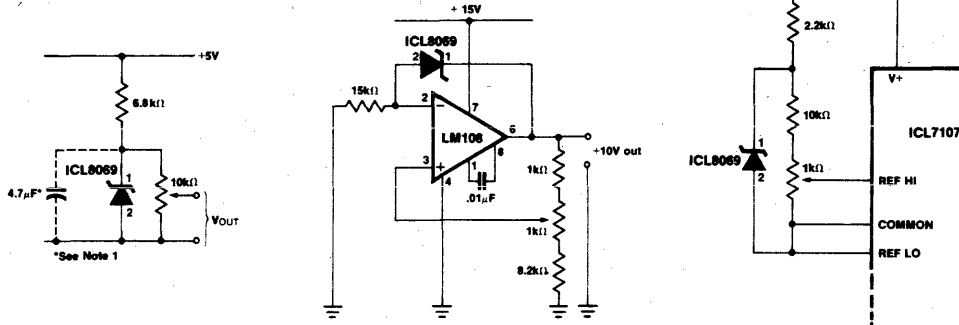 +5V
6.8kΩ
ICL8069
1
2
4.7μF*
10kΩ
VOUT
*See Note 1
+ 15V
ICL8069
2
1
15kΩ
2
−
7
LM108
6
8
3
+
1
4
.01μF
+10V out
1kΩ
1kΩ
8.2kΩ
2.2kΩ
V+
10kΩ
ICL7107
ICL8069
1
2
1kΩ
REF HI
COMMON
REF LO